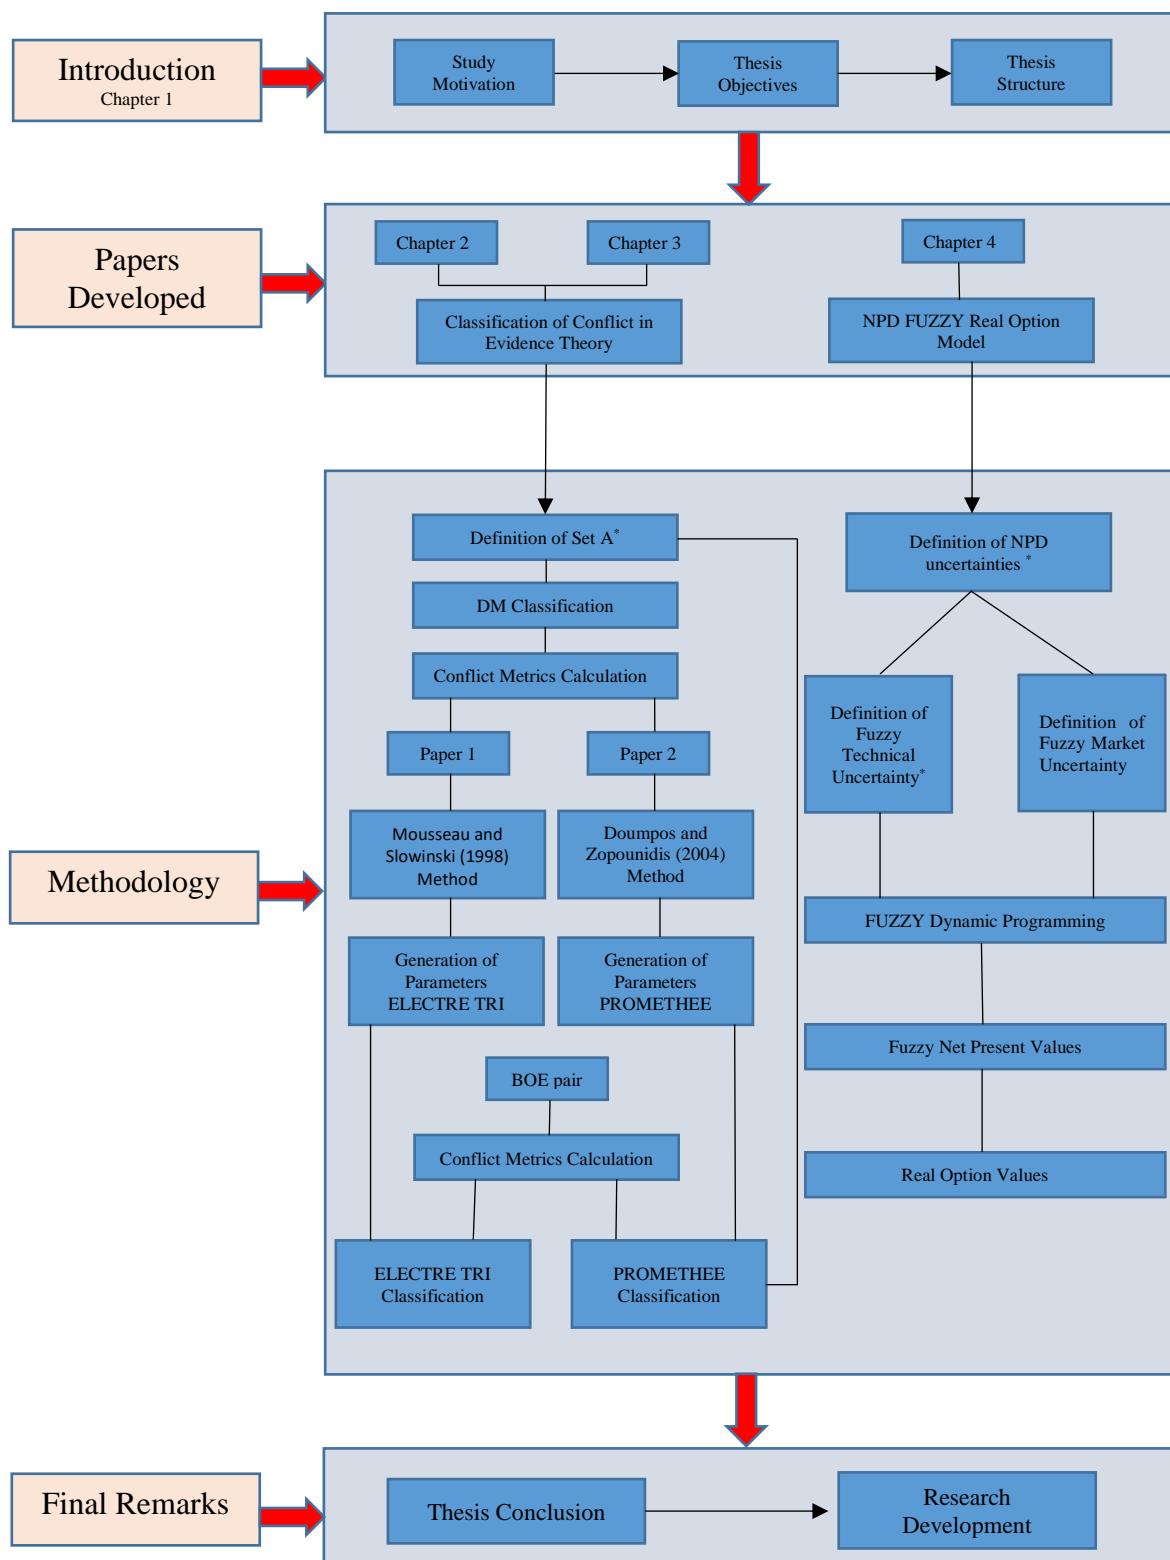 Introduction
Chapter 1
Study
Motivation
Thesis
Objectives
Thesis
Structure
Papers
Developed
Chapter 2
Chapter 3
Chapter 4
Classification of Conflict in
Evidence Theory
NPD FUZZY Real Option
Model
Methodology
Definition of Set A*
DM Classification
Conflict Metrics Calculation
Paper 1
Paper 2
Mousseau and
Slowinski (1998)
Method
Doumpos and
Zopounidis (2004)
Method
Generation of
Parameters
ELECTRE TRI
Generation of
Parameters
PROMETHEE
BOE pair
Conflict Metrics Calculation
ELECTRE TRI
Classification
PROMETHEE
Classification
Definition of NPD
uncertainties *
Definition of
Fuzzy
Technical
Uncertainty*
Definition of
Fuzzy Market
Uncertainty
FUZZY Dynamic Programming
Fuzzy Net Present Values
Real Option Values
Final Remarks
Thesis Conclusion
Research
Development